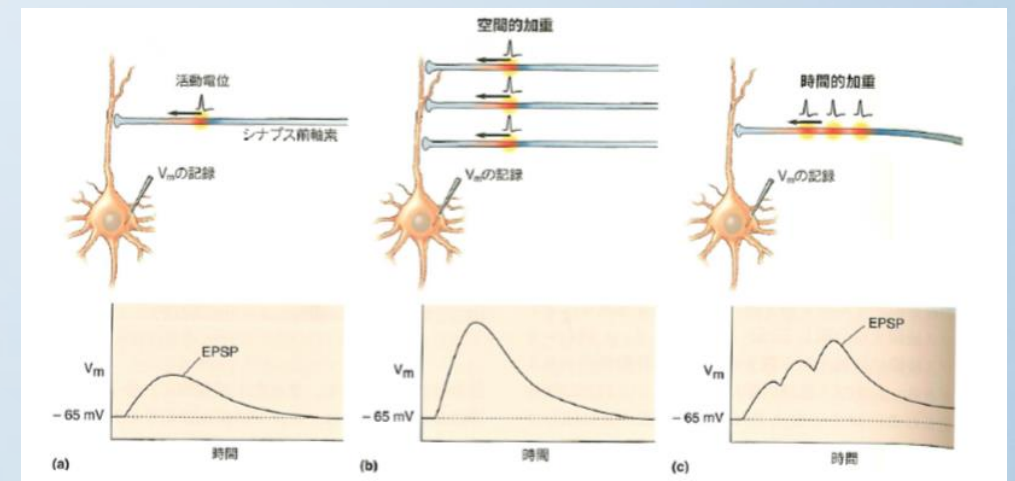 空間的加重
活動電位
シナプス前軸索
Vmの記録
Vmの記録
時間的加重
Vmの記録
EPSP
Vm
－65 mV
時間
(a)
Vm
－65 mV
時間
(b)
EPSP
Vm
－65 mV
時間
(c)